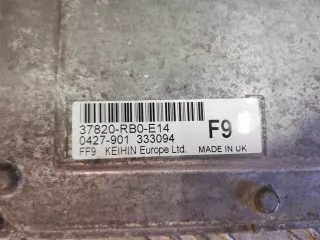 37820-RB0-E14 F9
0427-901 333094
FF9 KEIHIN Europe Ltd. MADE IN UK